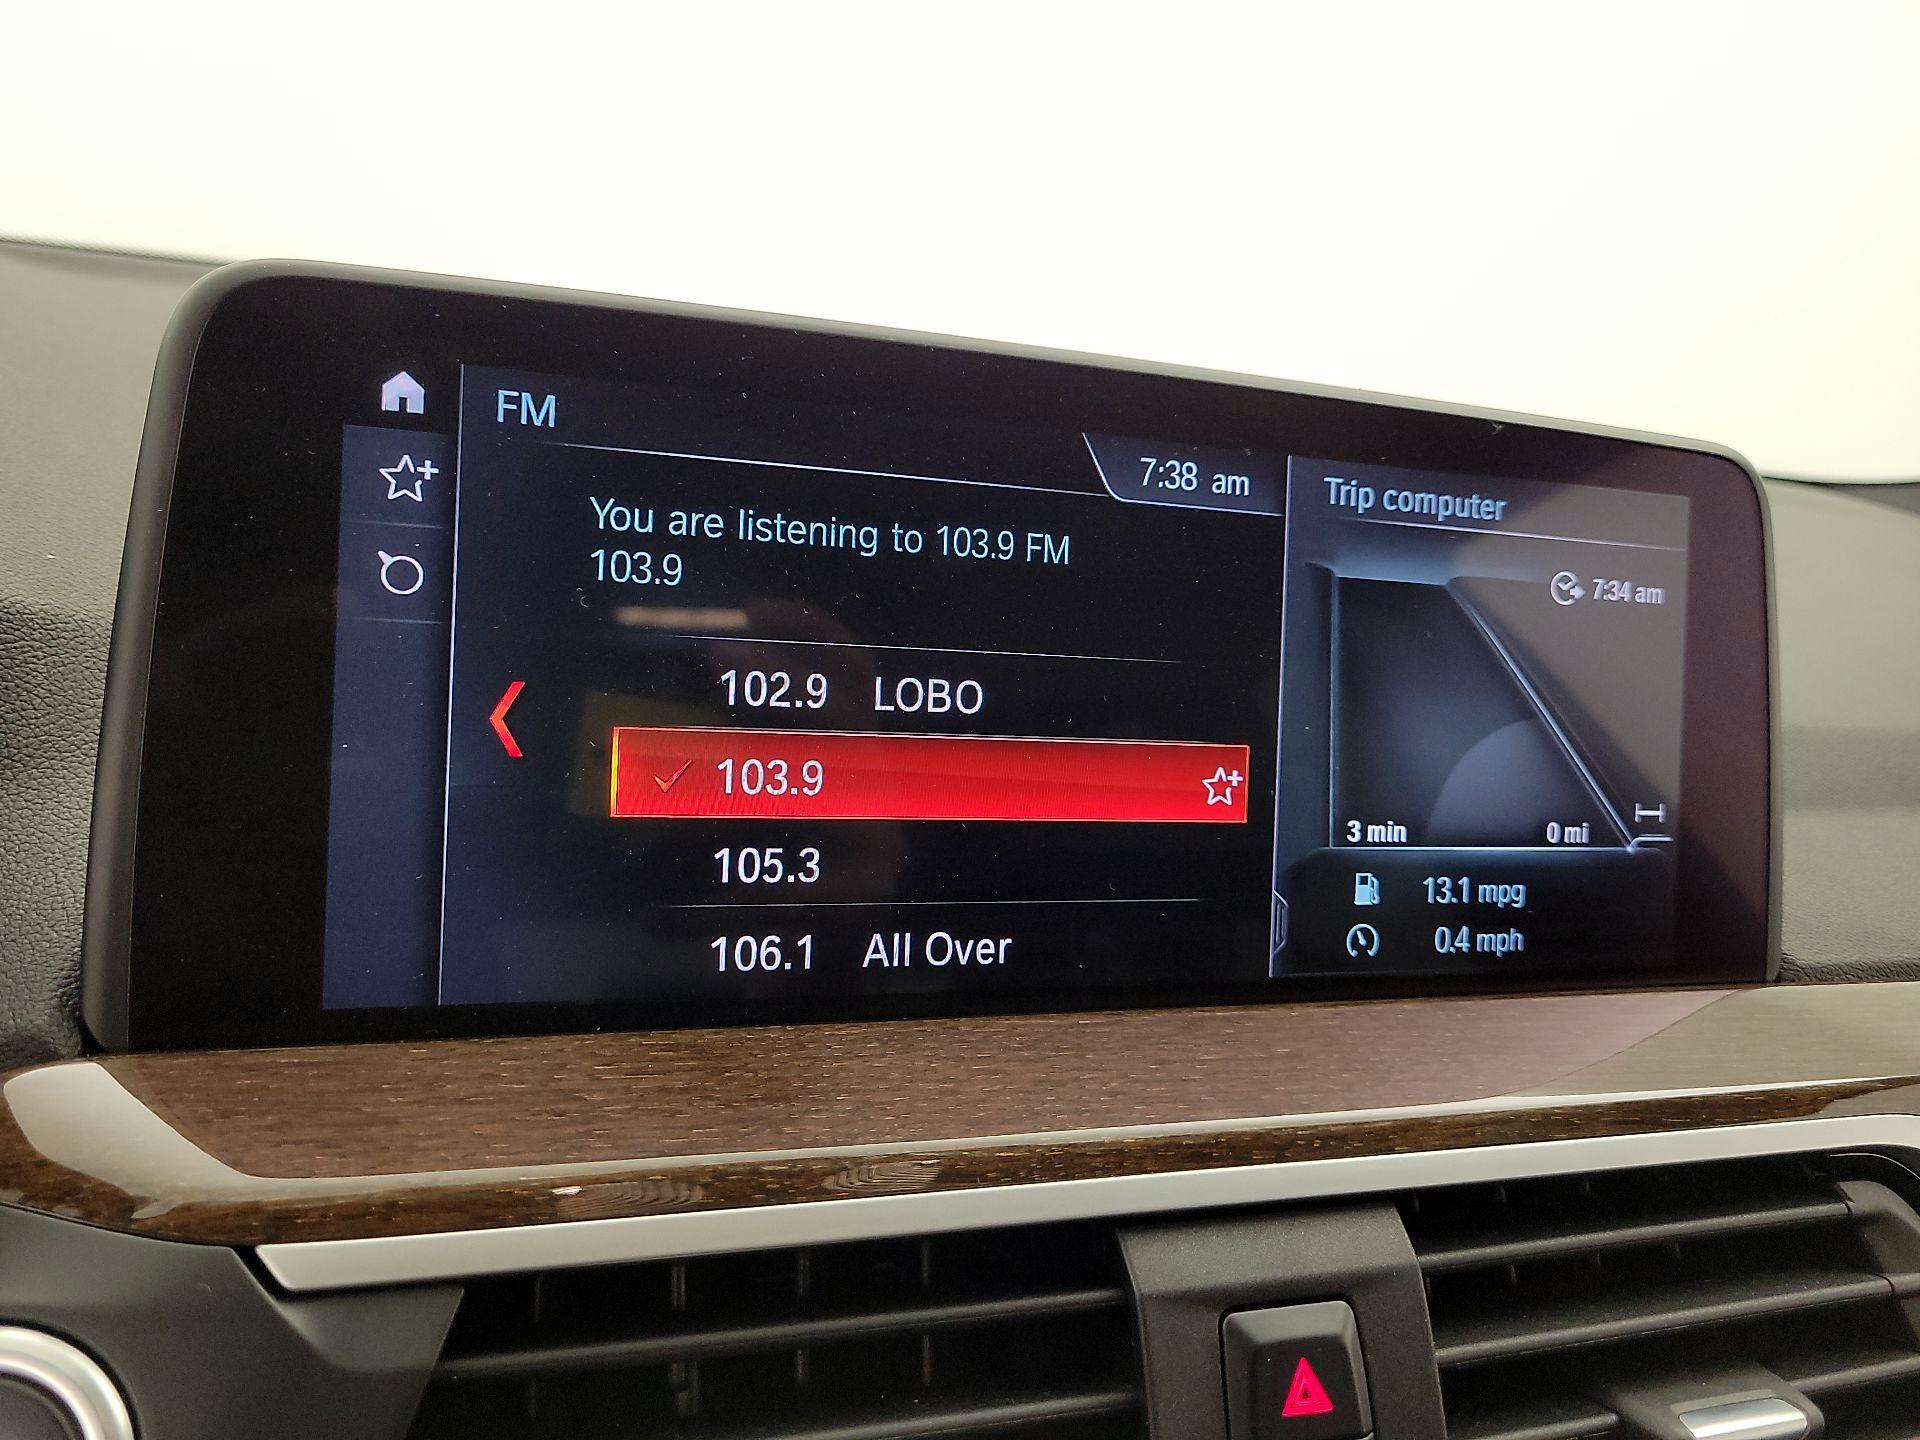 FM
7:38 am
You are listening to 103.9 FM
103.9
102.9 LOBO
103.9
105.3
106.1 All Over
Trip computer
7:34 am
3 min 0 mi
13.1 mpg
0.4 mph